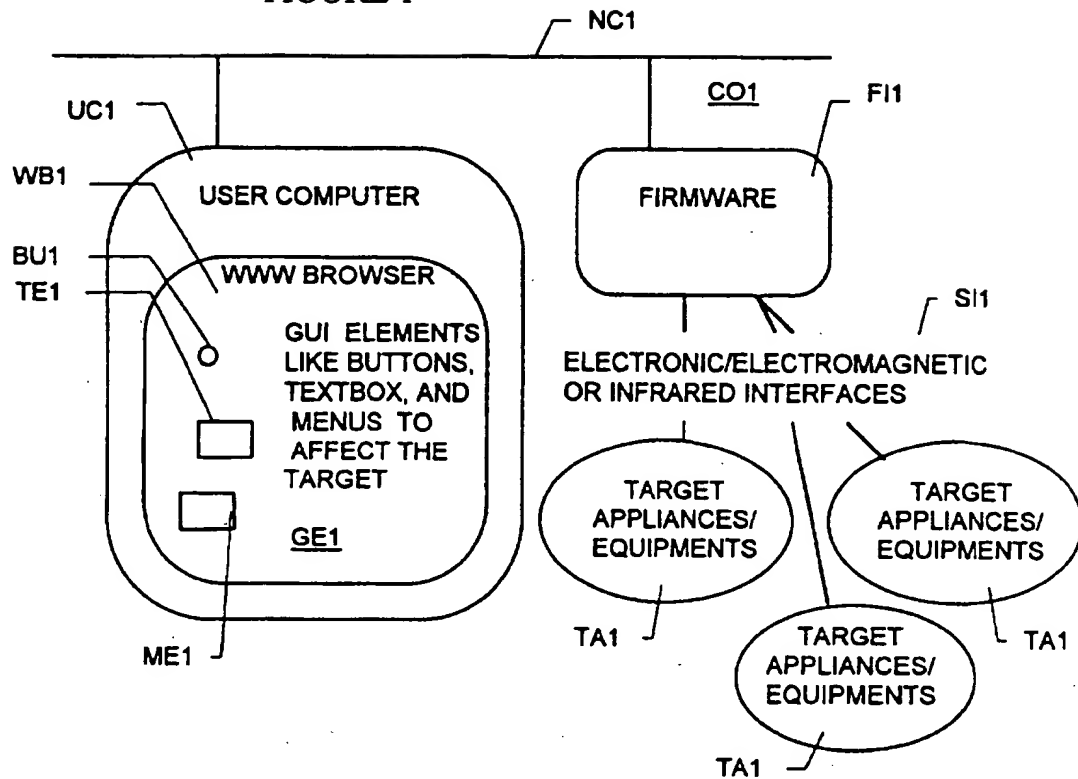 NC1
CO1
FI1
UC1
WB1
USER COMPUTER
FIRMWARE
BU1
TE1
WWW BROWSER
SI1
GUI ELEMENTS
LIKE BUTTONS,
TEXTBOX, AND
MENUS TO
AFFECT THE
TARGET
GE1
ME1
ELECTRONIC/ELECTROMAGNETIC
OR INFRARED INTERFACES
TARGET
APPLIANCES/
EQUIPMENTS
TA1
TARGET
APPLIANCES/
EQUIPMENTS
TA1
TARGET
APPLIANCES/
EQUIPMENTS
TA1